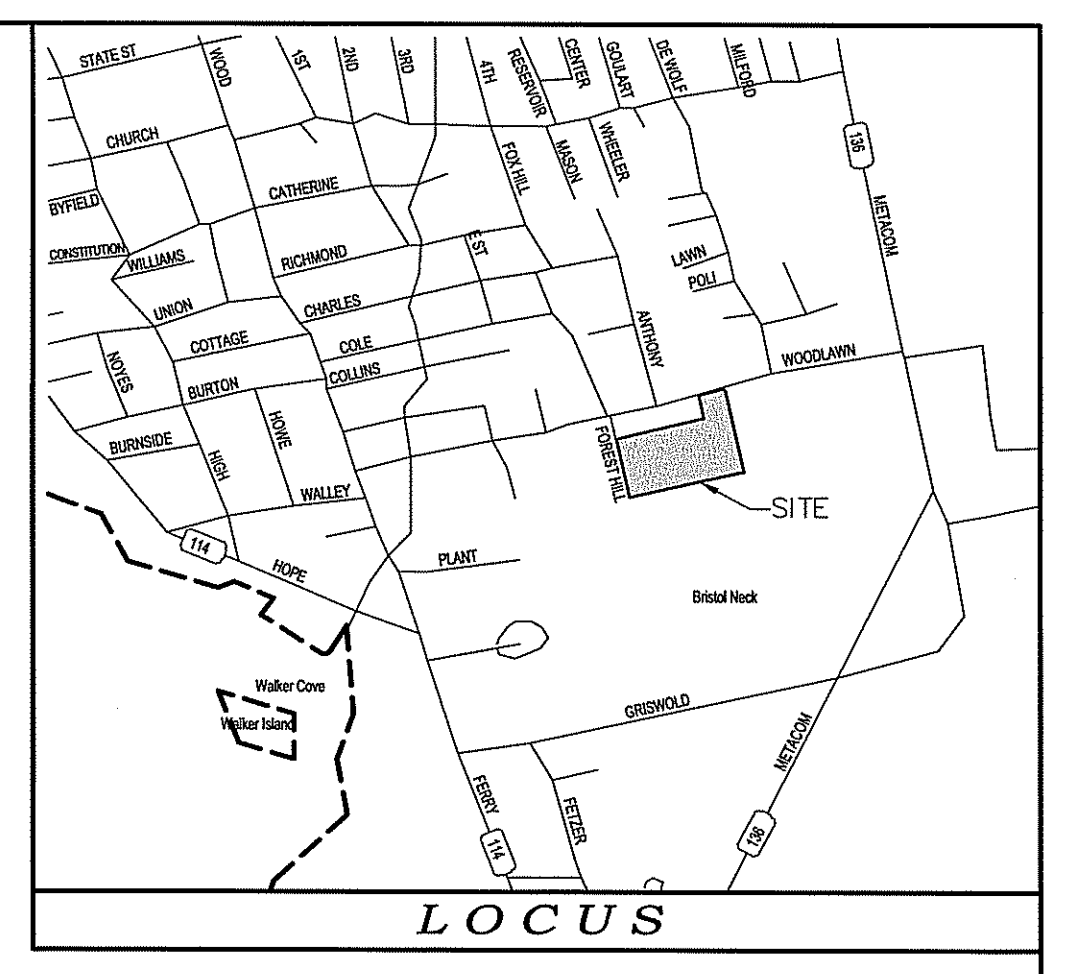 STATE ST
WOOD
1ST
2ND
3RD
4TH
RESERVOIR
CENTER
GOULART
DE WOLF
MILFORD
136
CHURCH
CATHERINE
FOX HILL
MASON
WHEELER
METACOM
BYFIELD
CONSTITUTION
WILLIAMS
RICHMOND
EST
LAWN
POLI
UNION
CHARLES
COTTAGE
COLE
ANTHONY
NOYES
COLLINS
WOODLAWN
BURTON
HOWE
BURNSIDE
HIGH
FOREST HILL
WALLEY
SITE
114
HOPE
PLANT
Bristol Neck
Walker Cove
Walker Island
GRISWOLD
METACOM
FERRY
FETZER
114
136
LOCUS